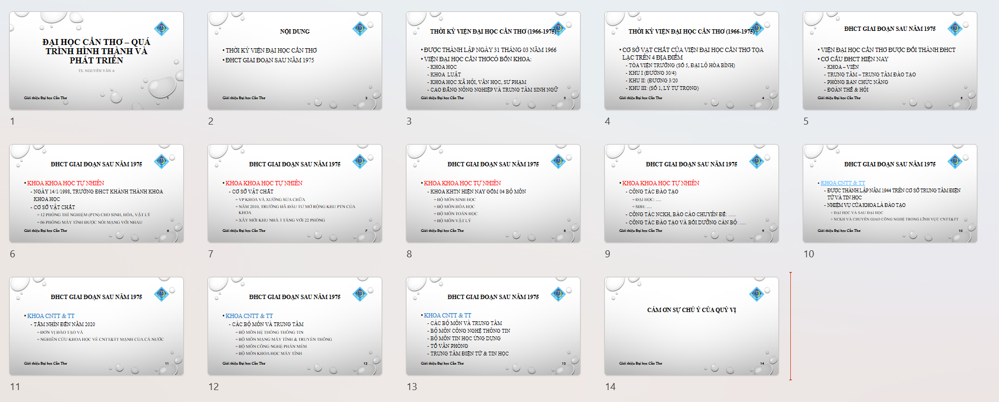 ĐẠI HỌC CẦN THƠ – QUÁ
TRÌNH HÌNH THÀNH VÀ
PHÁT TRIỂN
TS. NGUYỄN VĂN A
Giới thiệu Đại học Cần Thơ
1
1
NỘI DUNG
• THỜI KỲ VIỆN ĐẠI HỌC CẦN THƠ
• ĐHCT GIAI ĐOẠN SAU NĂM 1975
Giới thiệu Đại học Cần Thơ
2
2
THỜI KỲ VIỆN ĐẠI HỌC CẦN THƠ (1966-1975)
• ĐƯỢC THÀNH LẬP NGÀY 31 THÁNG 03 NĂM 1966
• VIỆN ĐẠI HỌC CẦN THƠCÓ BỐN KHOA:
- KHOA HỌC
- KHOA LUẬT
- KHOA HỌC XÃ HỘI, VĂN HỌC, SƯ PHẠM
- CAO ĐẲNG NÔNG NGHIỆP VÀ TRUNG TÂM SINH NGỮ
Giới thiệu Đại học Cần Thơ
3
3
THỜI KỲ VIỆN ĐẠI HỌC CẦN THƠ (1966-1975)
• CƠ SỞ VẬT CHẤT CỦA VIỆN ĐẠI HỌC CẦN THƠ TỌA
LẠC TRÊN 4 ĐỊA ĐIỂM
- TÒA VIỆN TRƯỞNG (SỐ 5, ĐẠI LỘ HÒA BÌNH)
- KHU I (ĐƯỜNG 30/4)
- KHU II: (ĐƯƠNG 3/20
- KHU III: (SỐ 1, LÝ TỰ TRỌNG)
Giới thiệu Đại học Cần Thơ
4
4
ĐHCT GIAI ĐOẠN SAU NĂM 1975
• VIỆN ĐẠI HỌC CẦN THƠ ĐƯỢC ĐỔI THÀNH ĐHCT
• CƠ CẤU ĐHCT HIỆN NAY
- KHOA – VIỆN
- TRUNG TÂM – TRUNG TÂM ĐÀO TẠO
- PHÒNG BAN CHỨC NĂNG
- ĐOÀN THỂ & HỘI
Giới thiệu Đại học Cần Thơ
5
5
ĐHCT GIAI ĐOẠN SAU NĂM 1975
• KHOA KHOA HỌC TỰ NHIÊN
- NGÀY 14/1/1998, TRƯỜNG ĐHCT KHÁNH THÀNH KHOA
KHOA HỌC
- CƠ SỞ VẬT CHẤT
+ 12 PHÒNG THÍ NGHIỆM (PTN) CHO SINH, HÓA, VẬT LÝ
+ 06 PHÒNG MÁY TÍNH ĐƯỢC NỐI MẠNG VỚI NHAU
Giới thiệu Đại học Cần Thơ
6
6
ĐHCT GIAI ĐOẠN SAU NĂM 1975
• KHOA KHOA HỌC TỰ NHIÊN
- CƠ SỞ VẬT CHẤT
+ VP KHOA VÀ XƯỞNG SỬA CHỮA
+ NĂM 2010, TRƯỜNG ĐÃ ĐẦU TƯ MỞ RỘNG KHU PTN CỦA
KHOA
+ XÂY MỚI KHU NHÀ 3 TẦNG VỚI 22 PHÒNG
Giới thiệu Đại học Cần Thơ
7
7
ĐHCT GIAI ĐOẠN SAU NĂM 1975
• KHOA KHOA HỌC TỰ NHIÊN
- KHOA KHTN HIỆN NAY GỒM 04 BỘ MÔN
+ BỘ MÔN SINH HỌC
+ BỘ MÔN HÓA HỌC
+ BỘ MÔN TOÁN HỌC
+ BỘ MÔN VẬT LÝ
Giới thiệu Đại học Cần Thơ
8
8
ĐHCT GIAI ĐOẠN SAU NĂM 1975
• KHOA KHOA HỌC TỰ NHIÊN
- CÔNG TÁC ĐÀO TẠO
+ ĐẠI HỌC: .....
+ SĐH: .....
- CÔNG TÁC NCKH, BÁO CÁO CHUYÊN ĐỀ: ......
- CÔNG TÁC ĐÀO TẠO VÀ BỒI DƯỠNG CÁN BỘ: .....
Giới thiệu Đại học Cần Thơ
9
9
ĐHCT GIAI ĐOẠN SAU NĂM 1975
• KHOA CNTT & TT
- ĐƯỢC THÀNH LẬP NĂM 1944 TRÊN CƠ SỞ TRUNG TÂM ĐIỆN
TỬ VÀ TIN HỌC
- NHIỆM VỤ CỦA KHOA LÀ ĐÀO TẠO
+ ĐẠI HỌC VÀ SAU ĐẠI HỌC
+ NCKH VÀ CHUYỂN GIAO CÔNG NGHỆ TRONG LĨNH VỰC CNTT&TT
Giới thiệu Đại học Cần Thơ
10
10
ĐHCT GIAI ĐOẠN SAU NĂM 1975
• KHOA CNTT & TT
- TẦM NHÌN ĐẾN NĂM 2020
+ ĐƠN VỊ ĐÀO TẠO VÀ
+ NGHIÊN CỨU KHOA HỌC VỀ CNTT&TT MẠNH CỦA CẢ NƯỚC
Giới thiệu Đại học Cần Thơ
11
11
ĐHCT GIAI ĐOẠN SAU NĂM 1975
• KHOA CNTT & TT
- CÁC BỘ MÔN VÀ TRUNG TÂM
+ BỘ MÔN HỆ THỐNG THÔNG TIN
+ BỘ MÔN MẠNG MÁY TÍNH & TRUYỀN THÔNG
+ BỘ MÔN CÔNG NGHỆ PHẦN MỀM
+ BỘ MÔN KHOA HỌC MÁY TÍNH
Giới thiệu Đại học Cần Thơ
12
12
ĐHCT GIAI ĐOẠN SAU NĂM 1975
• KHOA CNTT & TT
- CÁC BỘ MÔN VÀ TRUNG TÂM
- BỘ MÔN CÔNG NGHỆ THÔNG TIN
- BỘ MÔN TIN HỌC ỨNG DỤNG
- TỔ VĂN PHÒNG
- TRUNG TÂM ĐIỆN TỬ & TIN HỌC
Giới thiệu Đại học Cần Thơ
13
13
CẢM ƠN SỰ CHÚ Ý CỦA QUÝ VỊ
Giới thiệu Đại học Cần Thơ
14
14